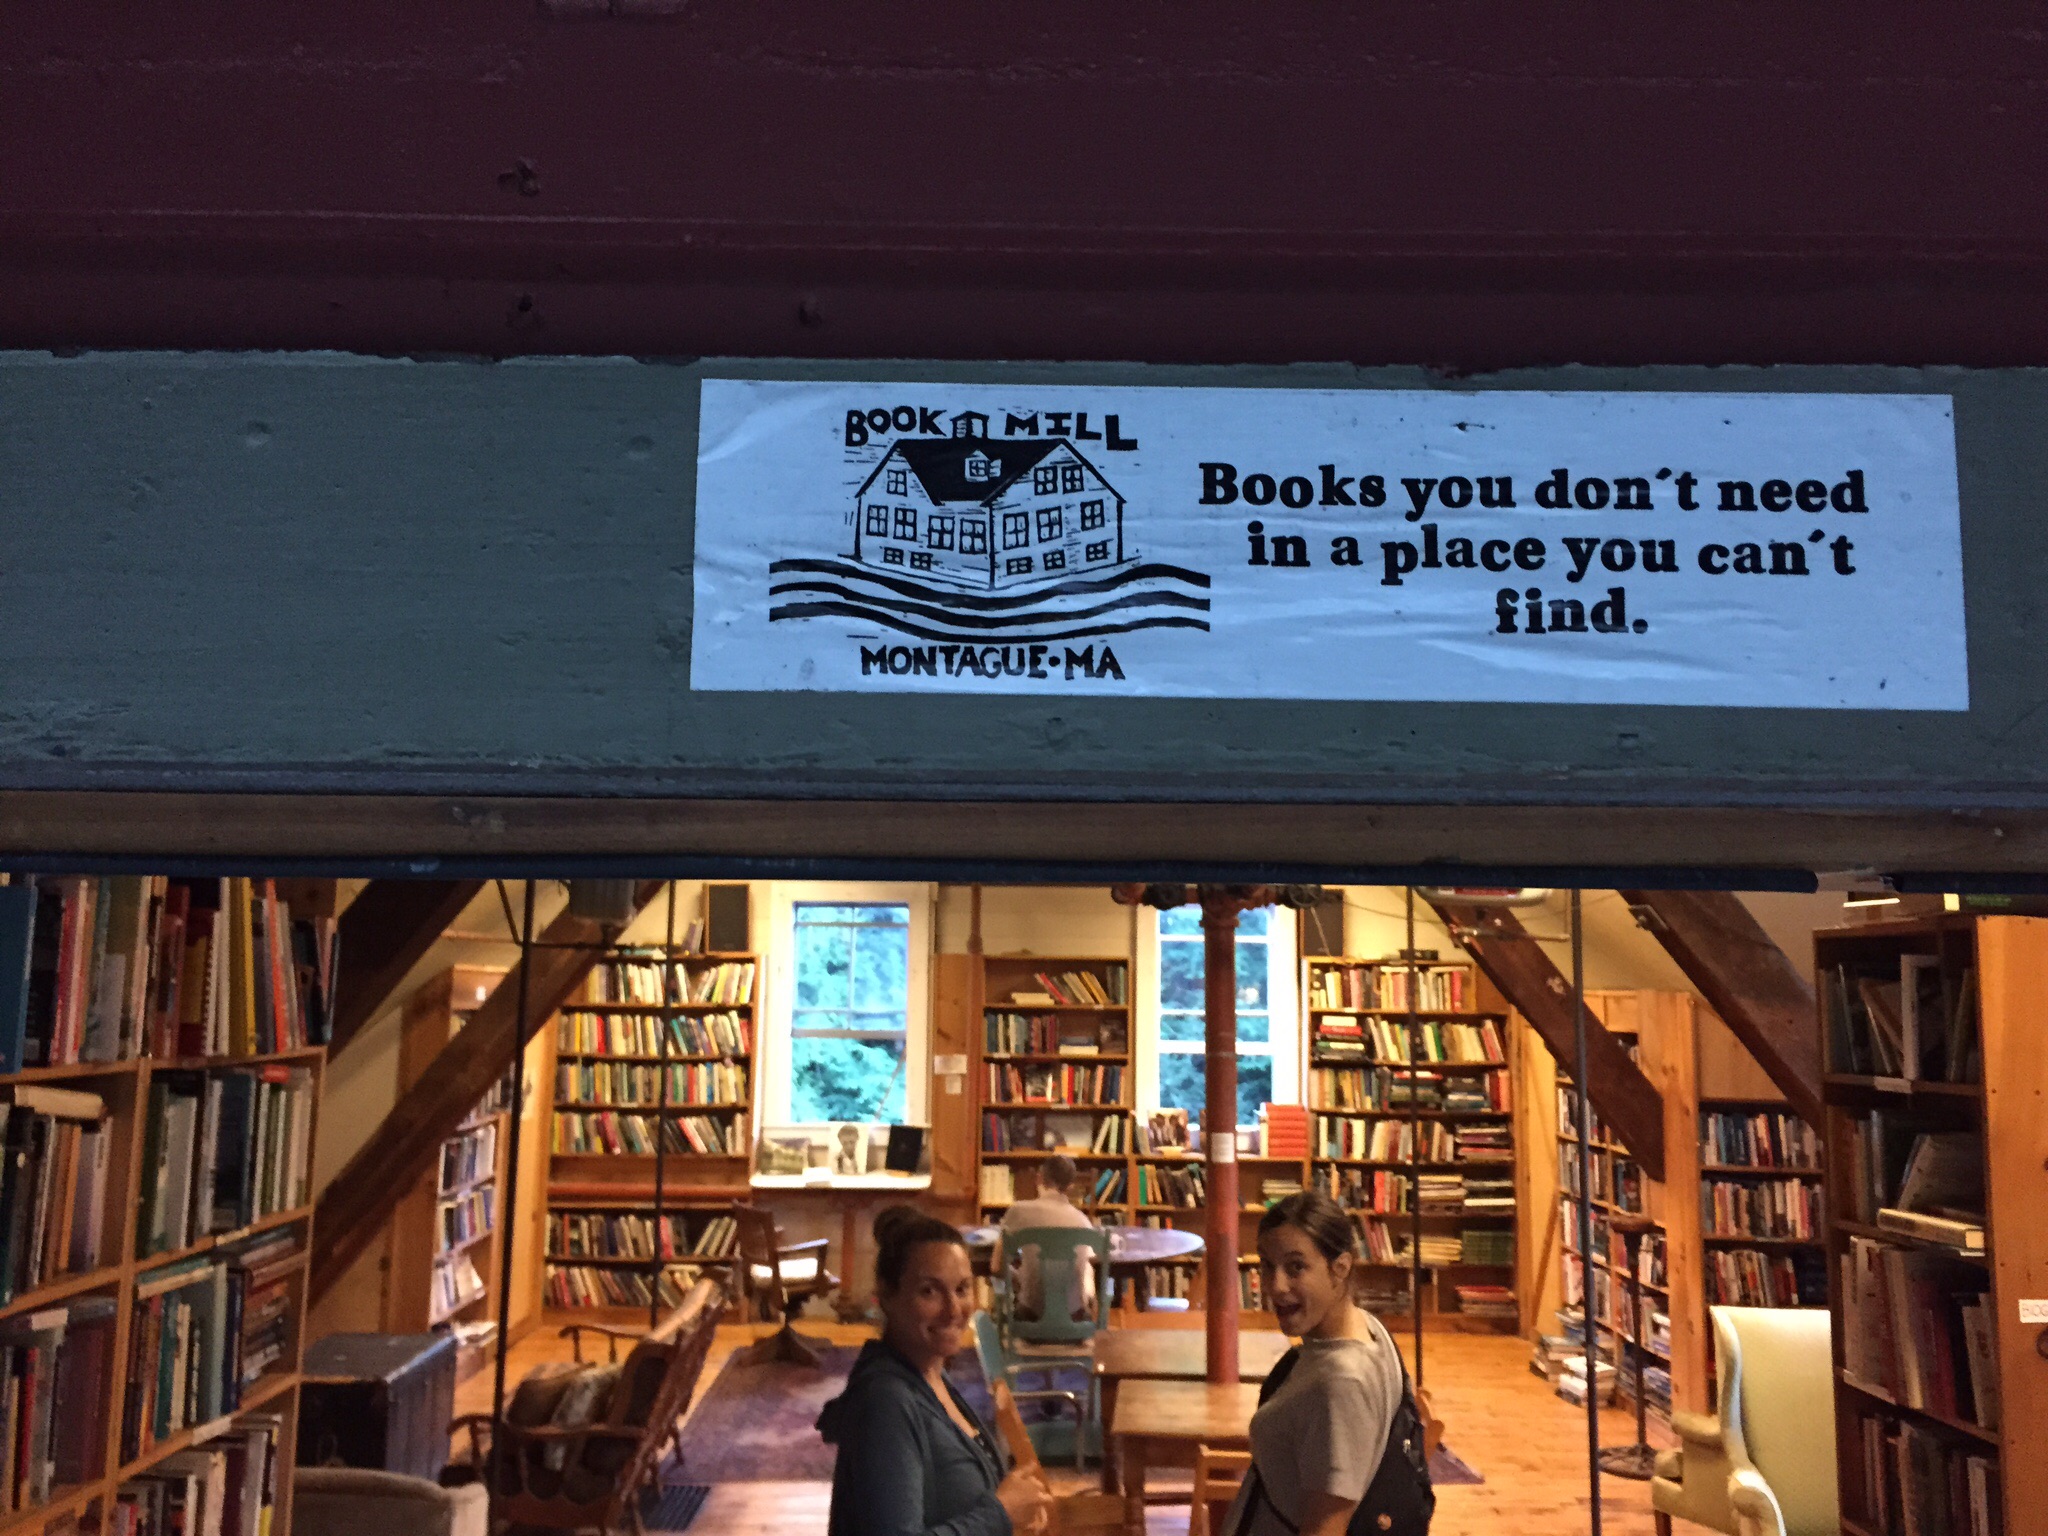 BOOK MILL
MONTAGUE•MA
Books you don´t need
in a place you can´t
find.